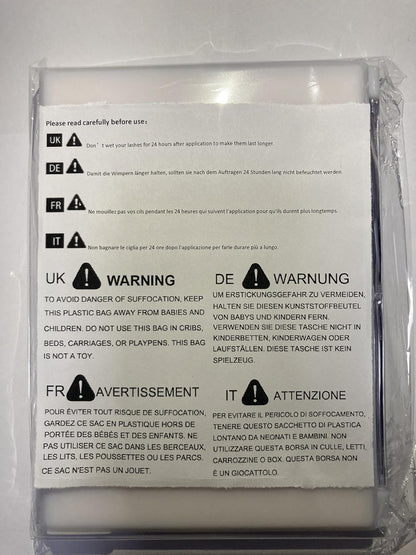 Please read carefully before use:
UK Don't wet your lashes for 24 hours after application to make them last longer.
DE Damit die Wimpern länger halten, sollten sie nach dem Auftragen 24 Stunden lang nicht befeuchtet werden.
FR Ne mouillez pas vos cils pendant les 24 heures qui suivent l'application pour qu'ils durent plus longtemps.
IT Non bagnare le ciglia per 24 ore dopo l'applicazione per farle durare più a lungo.
UK WARNING
TO AVOID DANGER OF SUFFOCATION, KEEP
THIS PLASTIC BAG AWAY FROM BABIES AND
CHILDREN. DO NOT USE THIS BAG IN CRIBS,
BEDS, CARRIAGES, OR PLAYPENS. THIS BAG
IS NOT A TOY.
DE WARNUNG
UM ERSTICKUNGSGEFAHR ZU VERMEIDEN,
HALTEN SIE DIESEN KUNSTSTOFFBEUTEL
VON BABYS UND KINDERN FERN.
VERWENDEN SIE DIESE TASCHE NICHT IN
KINDERBETTEN, KINDERWAGEN ODER
LAUFSTÄLLEN. DIESE TASCHE IST KEIN
SPIELZEUG.
FR AVERTISSEMENT
POUR ÉVITER TOUT RISQUE DE SUFFOCATION,
GARDEZ CE SAC EN PLASTIQUE HORS DE
PORTÉE DES BÉBÉS ET DES ENFANTS. NE
PAS UTILISER CE SAC DANS LES BERCEAUX,
LES LITS, LES POUSSETTES OU LES PARCS.
CE SAC N'EST PAS UN JOUET.
IT ATTENZIONE
PER EVITARE IL PERICOLO DI SOFFOCAMENTO,
TENERE QUESTO SACCHETTO DI PLASTICA
LONTANO DA NEONATI E BAMBINI. NON
UTILIZZARE QUESTA BORSA IN CULLE, LETTI,
CARROZZINE O BOX. QUESTA BORSA NON
È UN GIOCATTOLO.